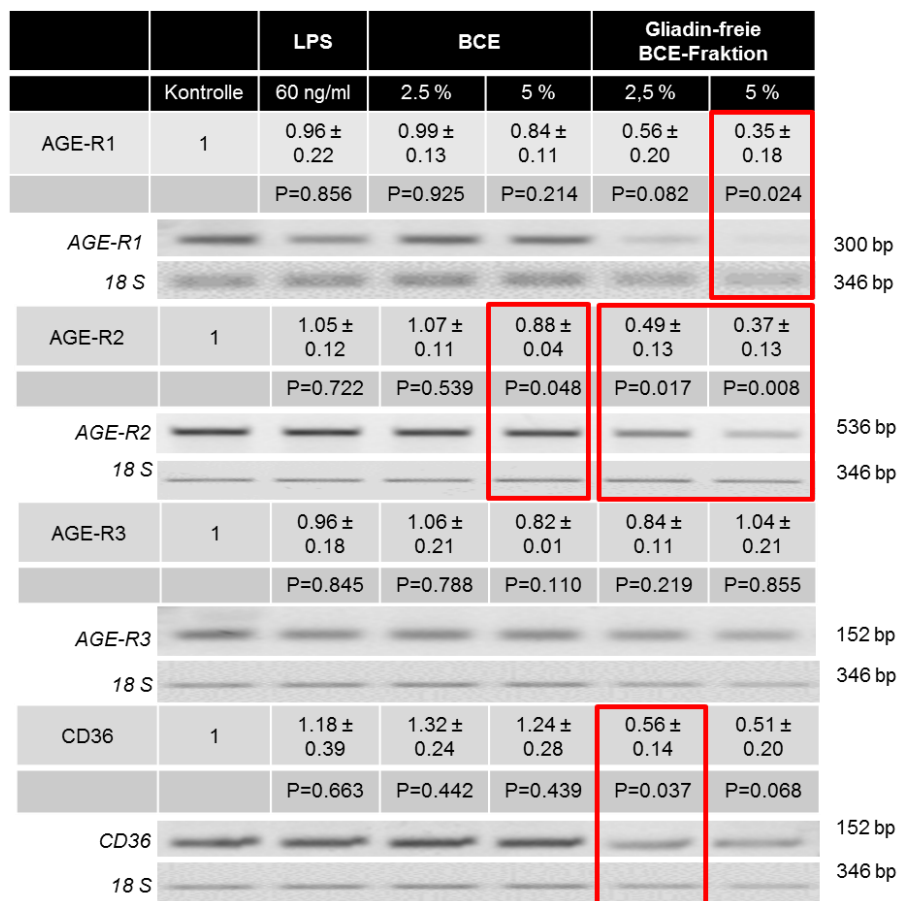 LPS BCE Gliadin-freie
BCE-Fraktion
Kontrolle 60 ng/ml 2.5 % 5 % 2,5 % 5 %
AGE-R1 1 0.96 ± 0.99 ± 0.84 ± 0.56 ± 0.35 ±
0.22 0.13 0.11 0.20 0.18
P=0.856 P=0.925 P=0.214 P=0.082 P=0.024
AGE-R1 300 bp
18 S 346 bp
AGE-R2 1 1.05 ± 1.07 ± 0.88 ± 0.49 ± 0.37 ±
0.12 0.11 0.04 0.13 0.13
P=0.722 P=0.539 P=0.048 P=0.017 P=0.008
AGE-R2 536 bp
18 S 346 bp
AGE-R3 1 0.96 ± 1.06 ± 0.82 ± 0.84 ± 1.04 ±
0.18 0.21 0.01 0.11 0.21
P=0.845 P=0.788 P=0.110 P=0.219 P=0.855
AGE-R3 152 bp
18 S 346 bp
CD36 1 1.18 ± 1.32 ± 1.24 ± 0.56 ± 0.51 ±
0.39 0.24 0.28 0.14 0.20
P=0.663 P=0.442 P=0.439 P=0.037 P=0.068
CD36 152 bp
18 S 346 bp